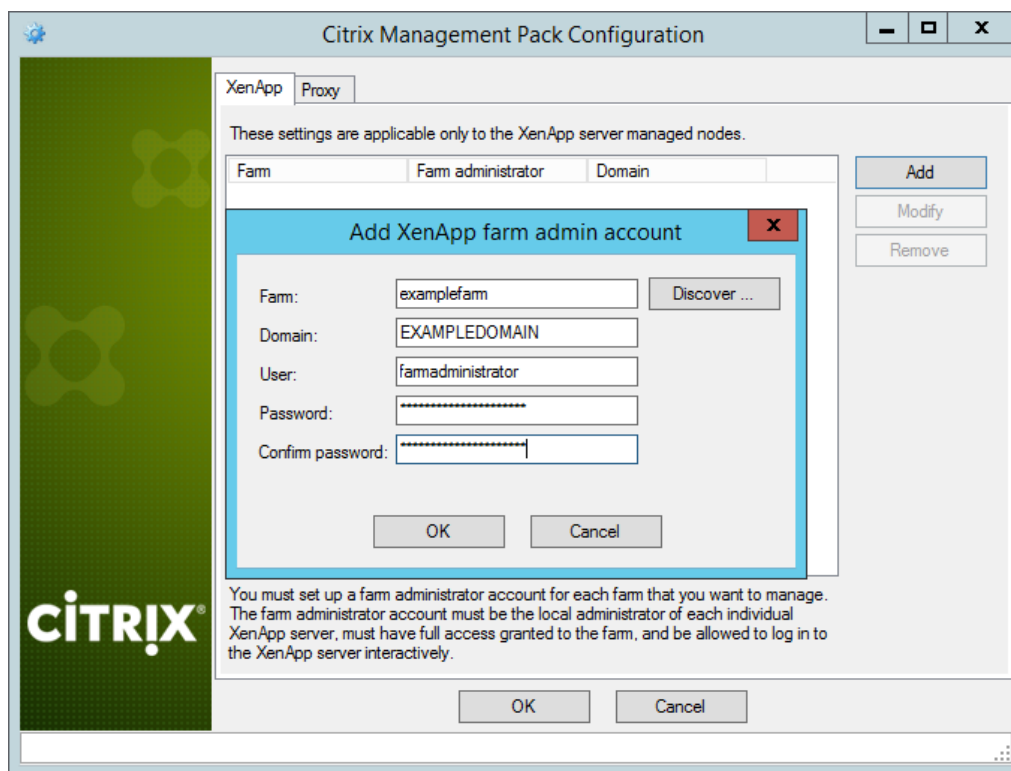 Citrix Management Pack Configuration
XenApp
Proxy
These settings are applicable only to the XenApp server managed nodes.
Farm
Farm administrator
Domain
Add
Modify
Remove
Add XenApp farm admin account
Farm:
examplefarm
Discover ...
Domain:
EXAMPLEDOMAIN
User:
farmadministrator
Password:
*********************
Confirm password:
*********************
OK
Cancel
You must set up a farm administrator account for each farm that you want to manage.
The farm administrator account must be the local administrator of each individual
XenApp server, must have full access granted to the farm, and be allowed to log in to
the XenApp server interactively.
CİTRIX®
OK
Cancel